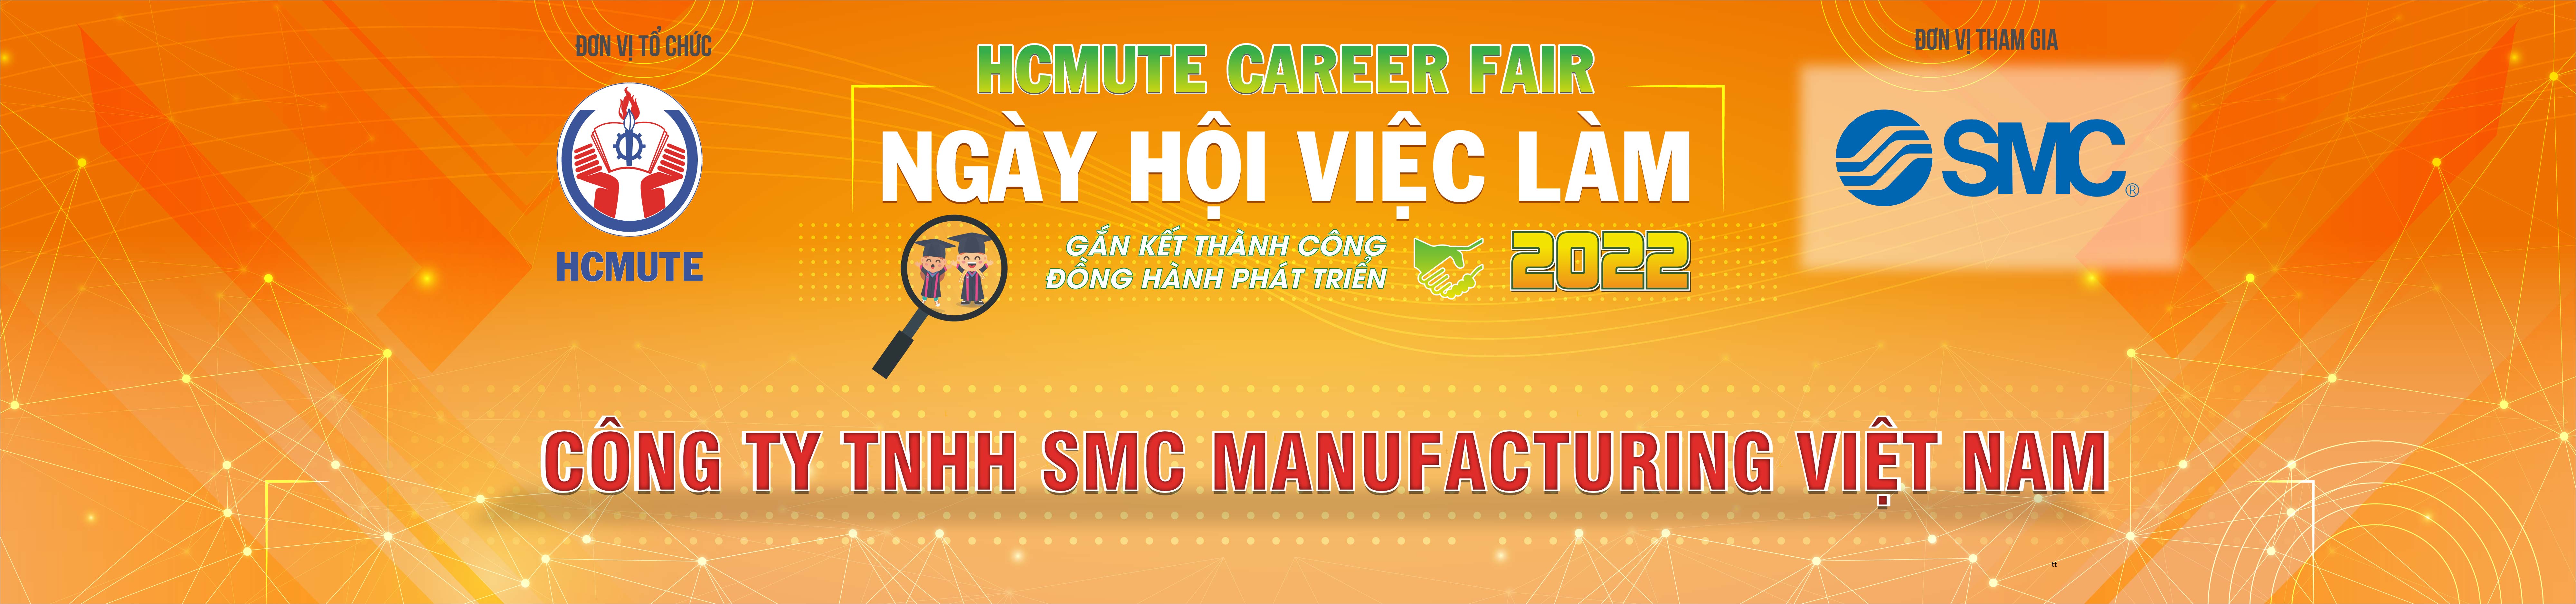 ĐƠN VỊ TỔ CHỨC
HCMUTE
HCMUTE CAREER FAIR
NGÀY HỘI VIỆC LÀM
GẮN KẾT THÀNH CÔNG
ĐỒNG HÀNH PHÁT TRIỂN
2022
ĐƠN VỊ THAM GIA
SMC®
CÔNG TY TNHH SMC MANUFACTURING VIỆT NAM
tt